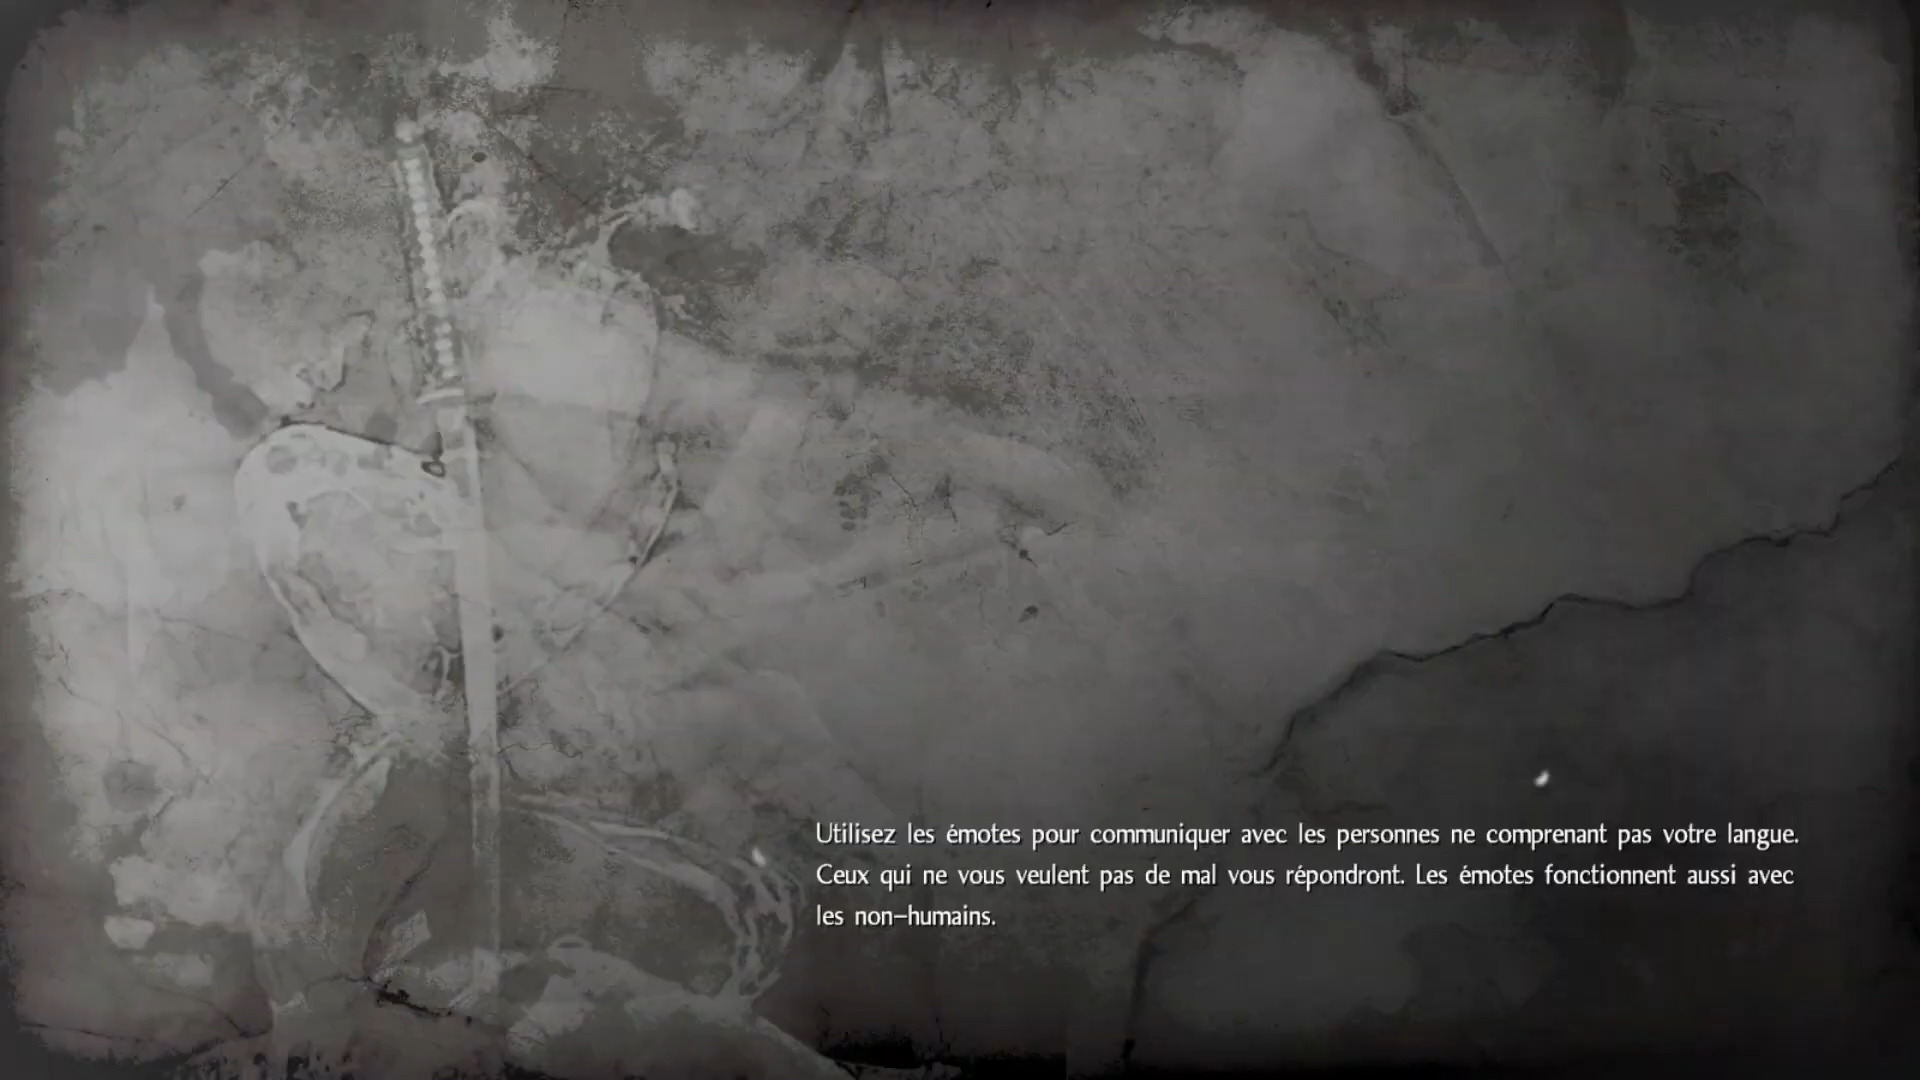 Utilisez les émotes pour communiquer avec les personnes ne comprenant pas votre langue.
Ceux qui ne vous veulent pas de mal vous répondront. Les émotes fonctionnent aussi avec
les non-humains.